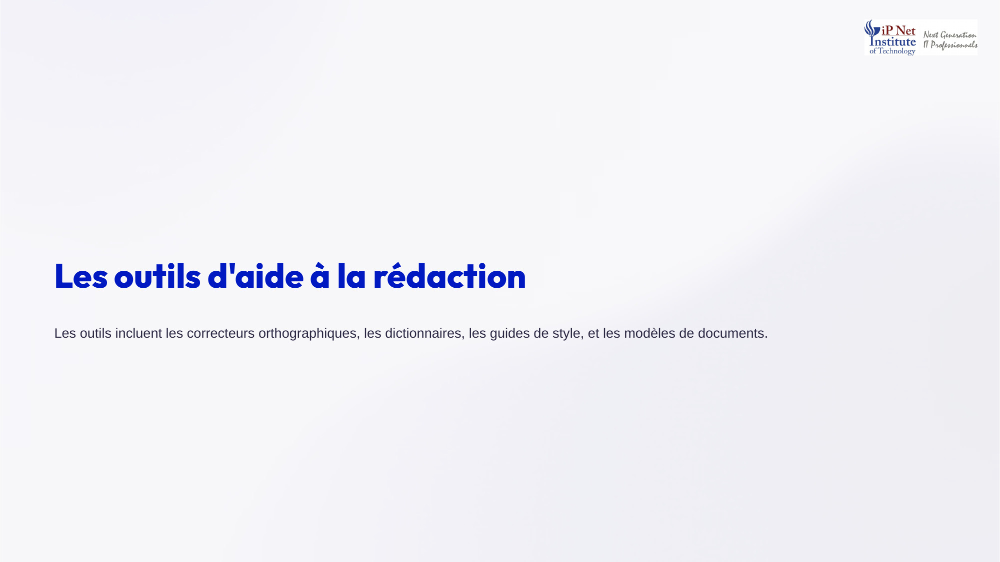 iP Net
Institute
of Technology
Next Generation
IT Professionnels
Les outils d'aide à la rédaction
Les outils incluent les correcteurs orthographiques, les dictionnaires, les guides de style, et les modèles de documents.